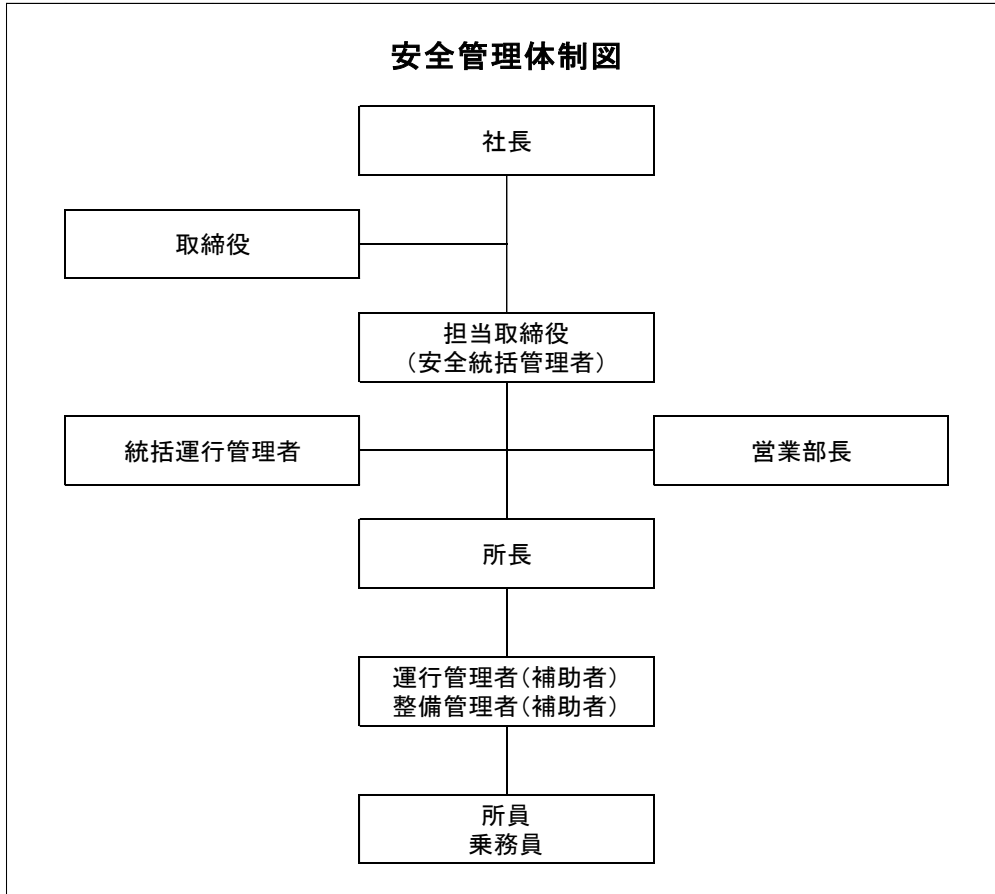 安全管理体制図
社長
取締役
担当取締役
（安全統括管理者）
統括運行管理者
営業部長
所長
運行管理者（補助者）
整備管理者（補助者）
所員
乗務員